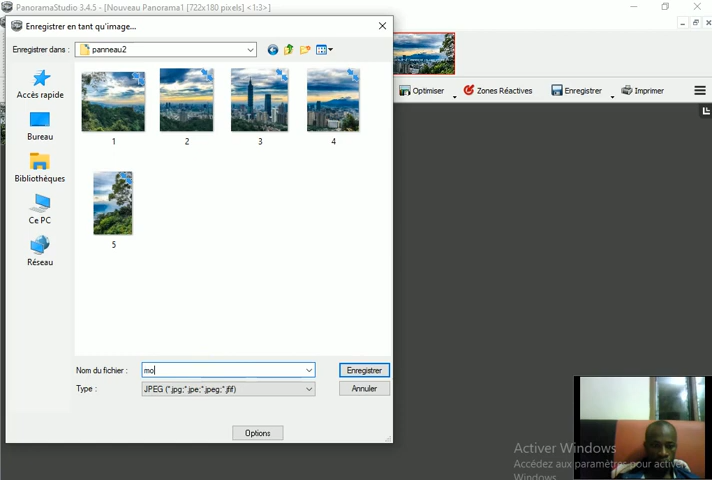 PanoramaStudio 3.4.5 - [Nouveau Panorama1 [722x180 pixels] <1:3>]
Enregistrer en tant qu'image...
Enregistrer dans : panneau2
Optimiser Zones Réactives Enregistrer Imprimer
Accès rapide
Bureau
Bibliothèques
Ce PC
Réseau
1 2 3 4
5
Nom du fichier : mo Enregistrer
Type : JPEG (*.jpg;*.jpe;*.jpeg;*.jfif) Annuler
Options
Activer Windows
Accédez aux paramètres pour activer
Windows.